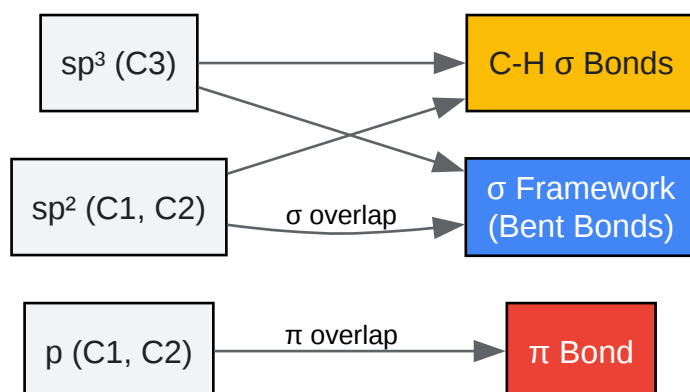 sp³ (C3)
C-H σ Bonds
sp² (C1, C2)
σ overlap
σ Framework
(Bent Bonds)
p (C1, C2)
π overlap
π Bond